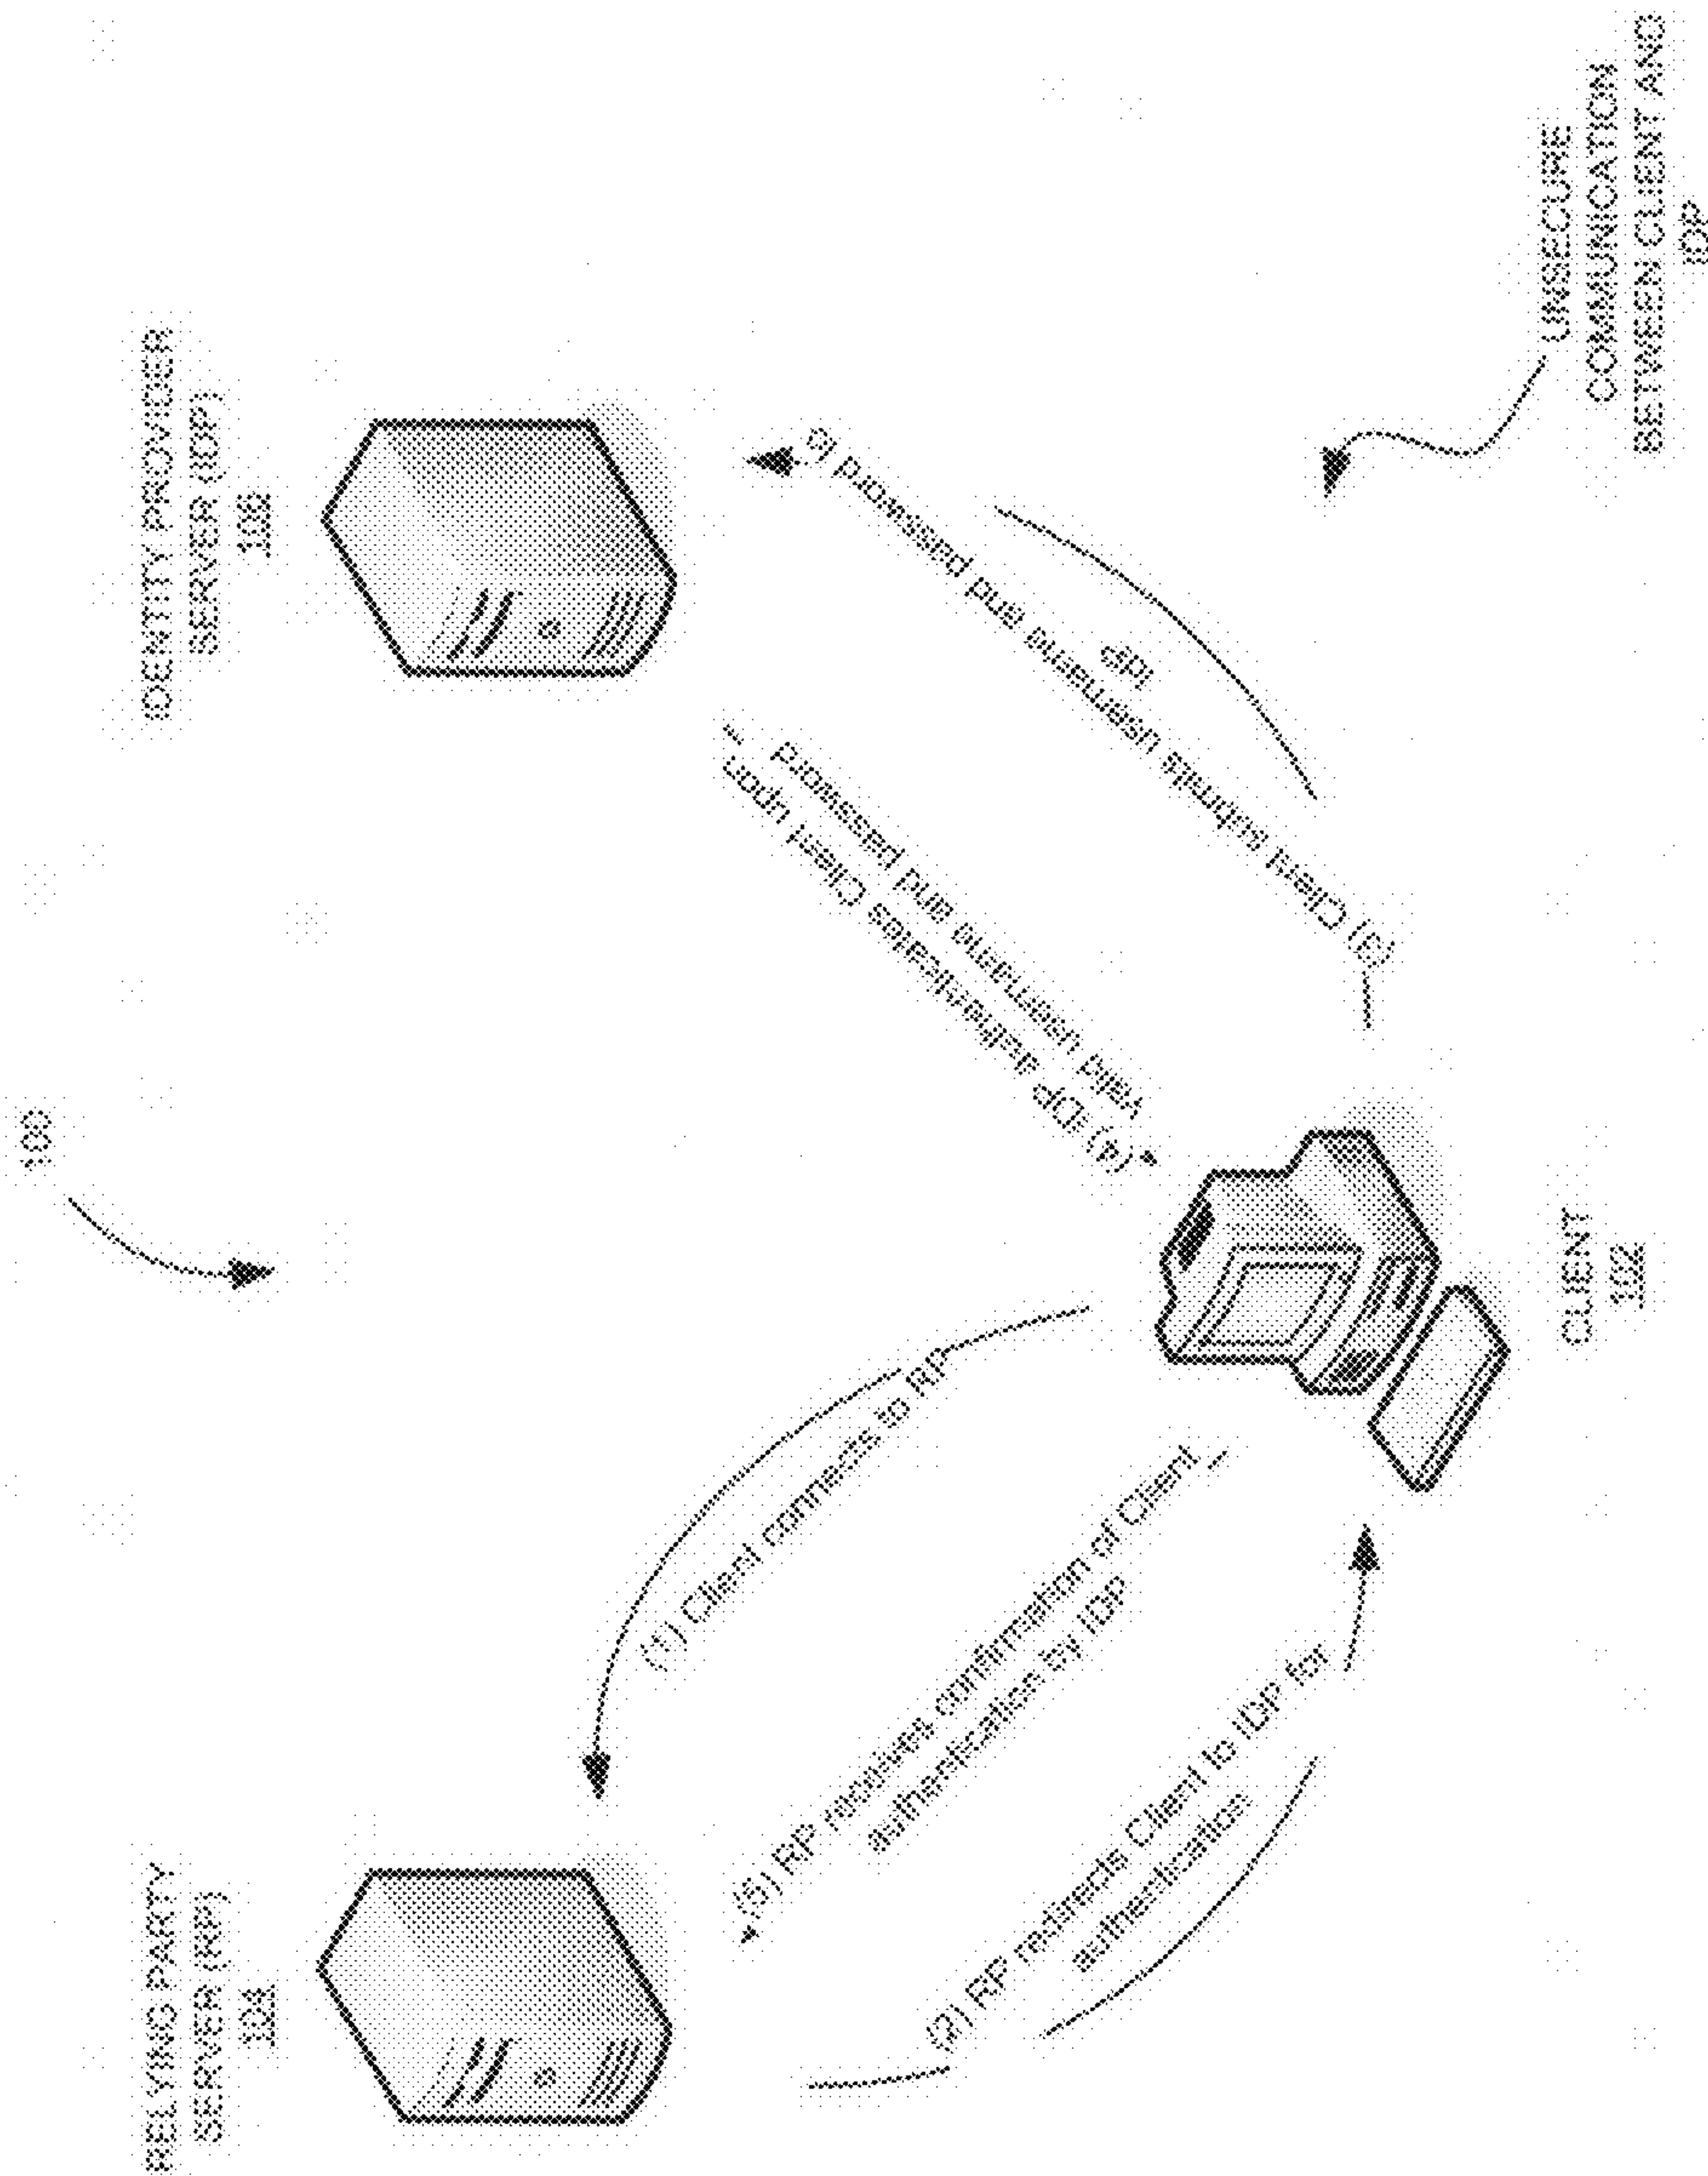 100
RELYING PARTY
SERVER (RP)
104
IDENTITY PROVIDER
SERVER (IDP)
106
(1) Client connects to RP
(5) RP receives confirmation of Client
authentication by IDP
(2) RP redirects Client to IDP for
authentication
(4) IDP authenticates Client upon
valid username and password
(3) Client submits username and password to
IdP
CLIENT
102
UNSECURE
COMMUNICATION
BETWEEN CLIENT AND
IDP